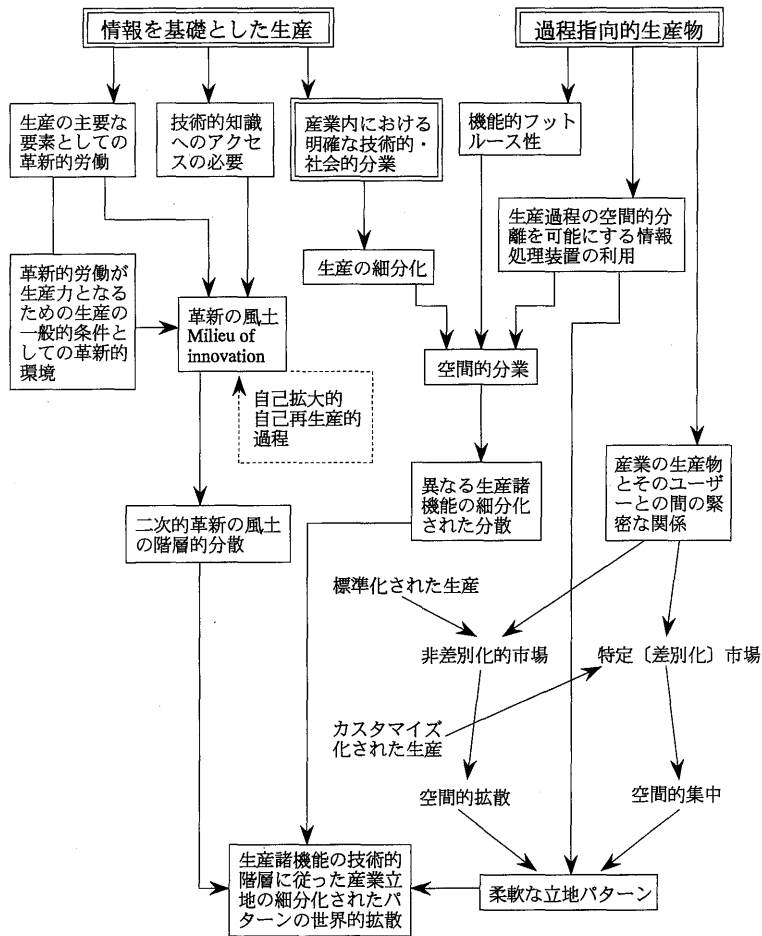 情報を基礎とした生産
過程指向的生産物
生産の主要な
要素としての
革新的労働
技術的知識
へのアクセ
スの必要
産業内における
明確な技術的・
社会的分業
機能的フット
ルース性
生産過程の空間的分
離を可能にする情報
処理装置の利用
生産の細分化
革新的労働が
生産力となる
ための生産の
一般的条件と
しての革新的
環境
革新の風土
Milieu of
innovation
空間的分業
自己拡大的
自己再生産的
過程
産業の生産物
とそのユーザ
ーとの間の緊
密な関係
異なる生産諸
機能の細分化
された分散
二次的革新の風土
の階層的分散
標準化された生産
非差別化的市場
特定〔差別化〕市場
カスタマイズ
化された生産
空間的拡散
空間的集中
生産諸機能の技術的
階層に従った産業立
地の細分化されたパ
ターンの世界的拡散
柔軟な立地パターン